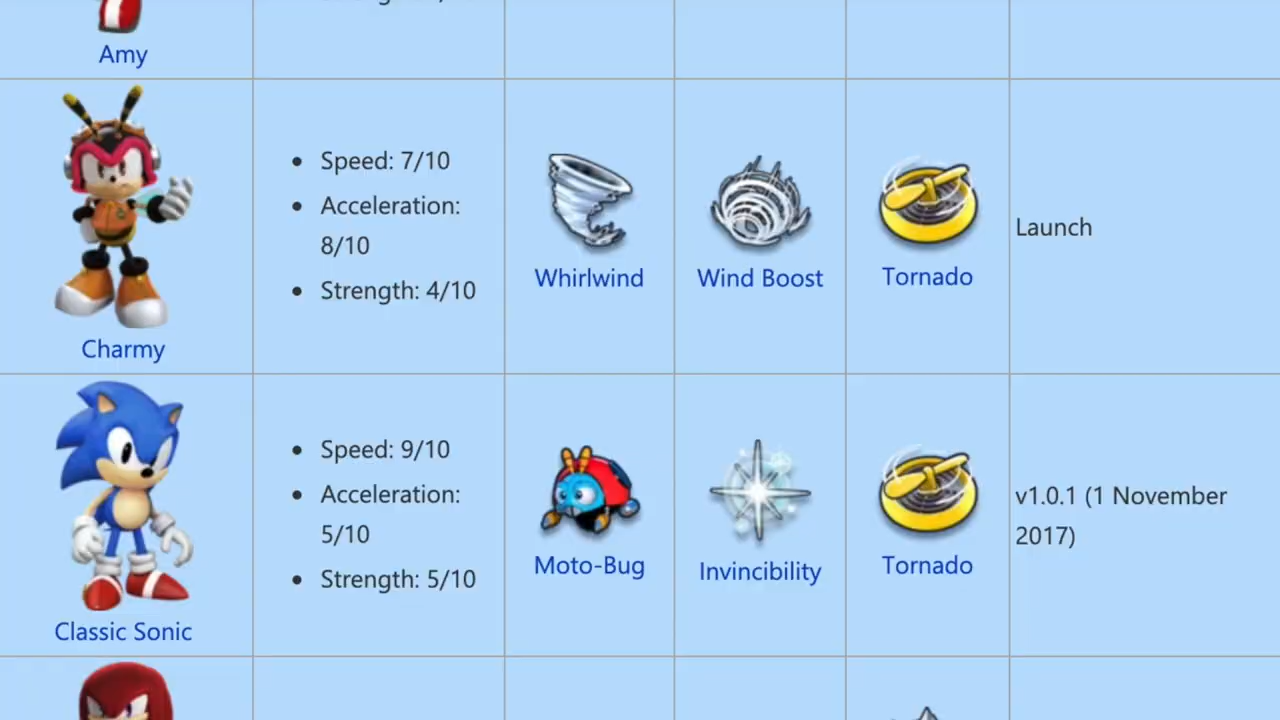 Amy
Speed: 7/10
Acceleration:
8/10
Strength: 4/10
Whirlwind
Wind Boost
Tornado
Launch
Charmy
Speed: 9/10
Acceleration:
5/10
Strength: 5/10
Moto-Bug
Invincibility
Tornado
v1.0.1 (1 November
2017)
Classic Sonic